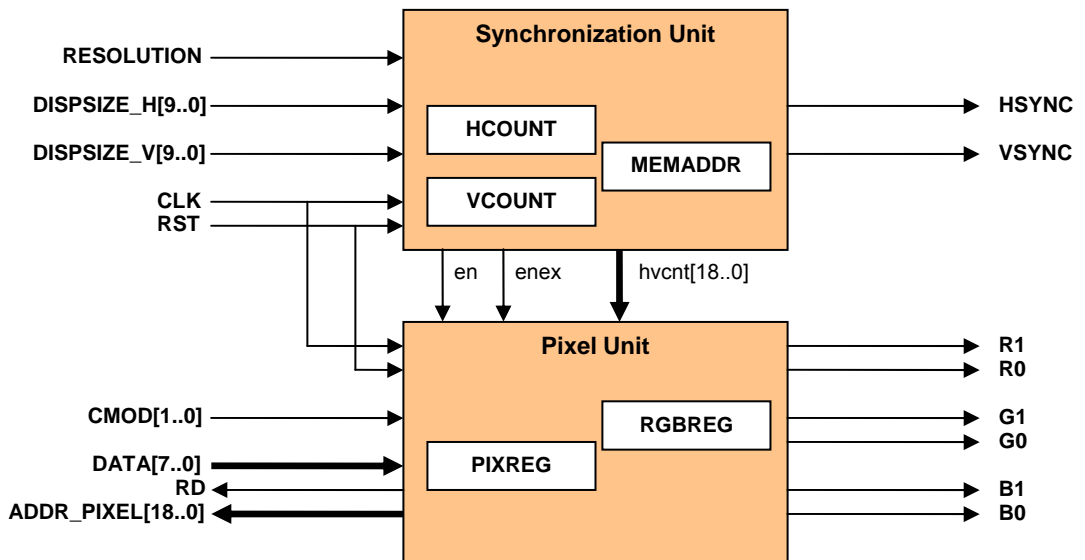 Synchronization Unit
RESOLUTION
DISPSIZE_H[9..0]
HSYNC
HCOUNT
DISPSIZE_V[9..0]
MEMADDR
VSYNC
CLK
VCOUNT
RST
en
enex
hvcnt[18..0]
Pixel Unit
R1
R0
CMOD[1..0]
RGBREG
G1
G0
DATA[7..0]
PIXREG
RD
B1
ADDR_PIXEL[18..0]
B0